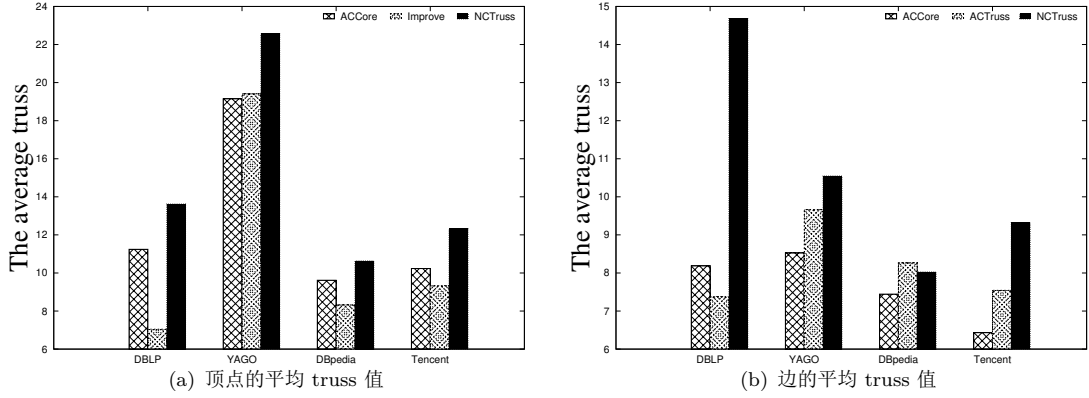 ACCore Improve NCTruss
The average truss
24
22
20
18
16
14
12
10
8
6
DBLP YAGO DBpedia Tencent
(a) 顶点的平均 truss 值
ACCore ACTruss NCTruss
The average truss
15
14
13
12
11
10
9
8
7
6
DBLP YAGO DBpedia Tencent
(b) 边的平均 truss 值